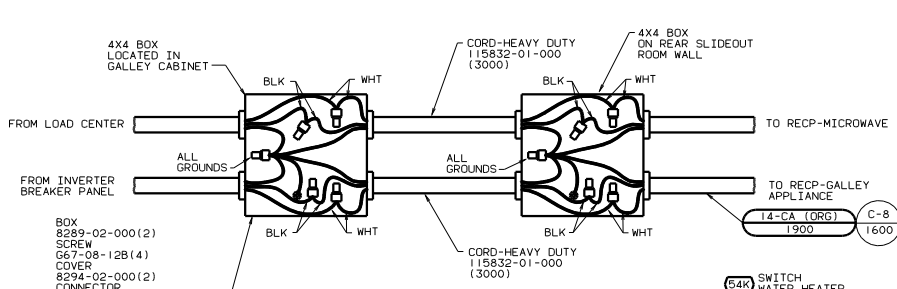 4X4 BOX
LOCATED IN
GALLEY CABINET
CORD-HEAVY DUTY
115832-01-000
(3000)
4X4 BOX
ON REAR SLIDEOUT
ROOM WALL
BLK
WHT
BLK
WHT
FROM LOAD CENTER
TO RECP-MICROWAVE
ALL
GROUNDS
ALL
GROUNDS
FROM INVERTER
BREAKER PANEL
TO RECP-GALLEY
APPLIANCE
14-CA (ORG)
1900
C-8
1600
BOX
8289-02-000(2)
SCREW
G67-08-12B(4)
COVER
8294-02-000(2)
CONNECTOR
BLK
WHT
BLK
WHT
CORD-HEAVY DUTY
115832-01-000
(3000)
54K
SWITCH
WATER HEATER